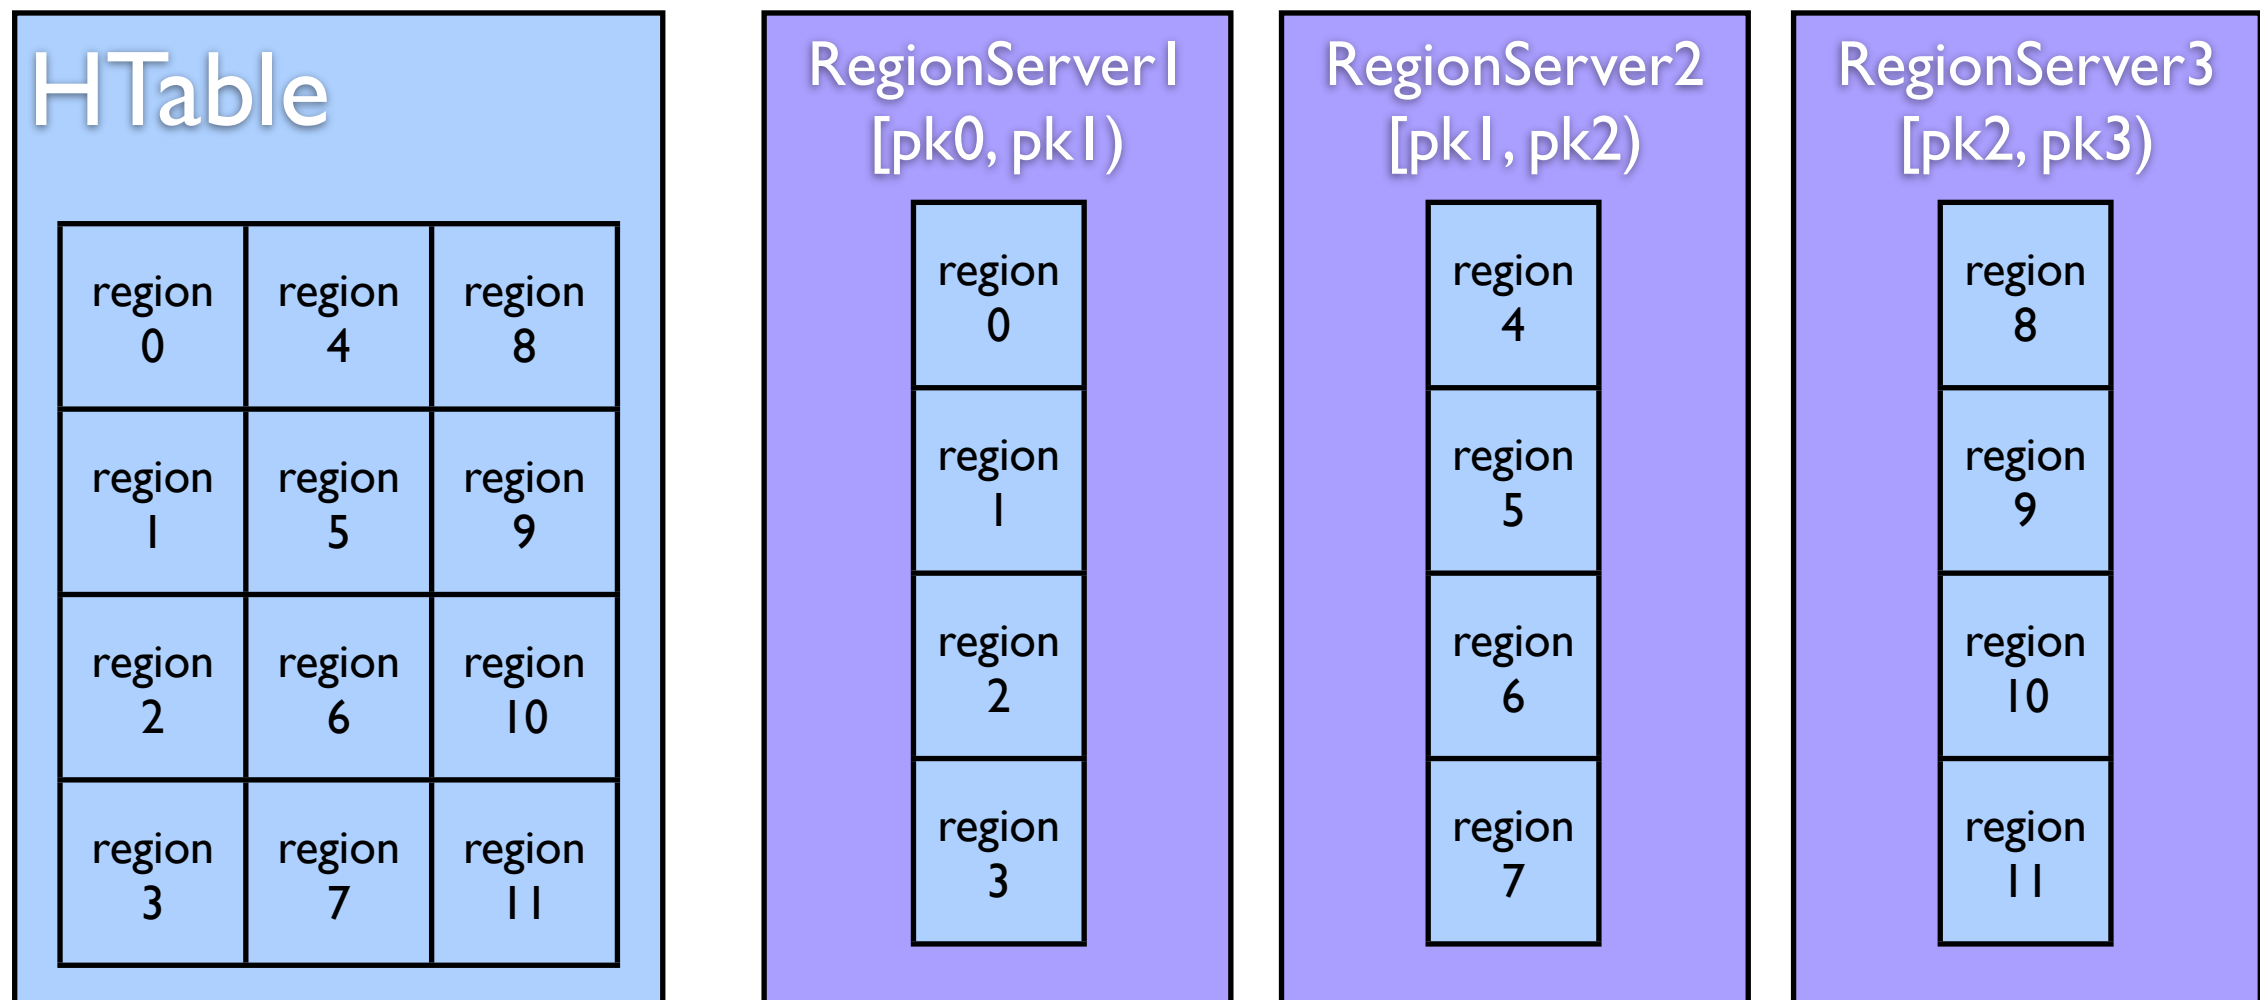 HTable
region
0
region
4
region
8
region
1
region
5
region
9
region
2
region
6
region
10
region
3
region
7
region
11
RegionServer1
[pk0, pk1)
region
0
region
1
region
2
region
3
RegionServer2
[pk1, pk2)
region
4
region
5
region
6
region
7
RegionServer3
[pk2, pk3)
region
8
region
9
region
10
region
11